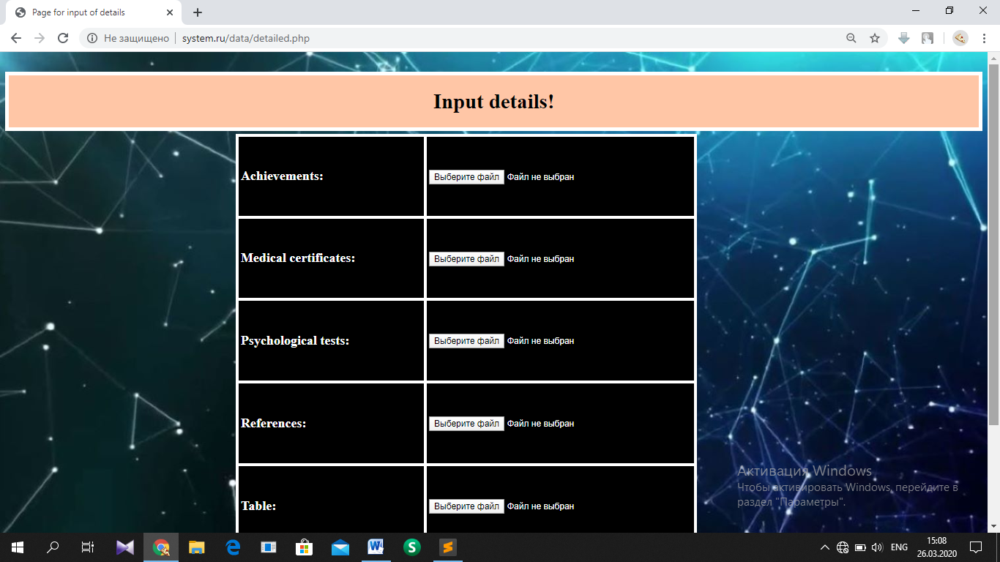 Page for input of details
Не защищено system.ru/data/detailed.php
Input details!
Achievements: Выберите файл Файл не выбран
Medical certificates: Выберите файл Файл не выбран
Psychological tests: Выберите файл Файл не выбран
References: Выберите файл Файл не выбран
Table: Выберите файл Файл не выбран
Активация Windows
Чтобы активировать Windows, перейдите в
раздел "Параметры".
W S S ENG 15:08
26.03.2020